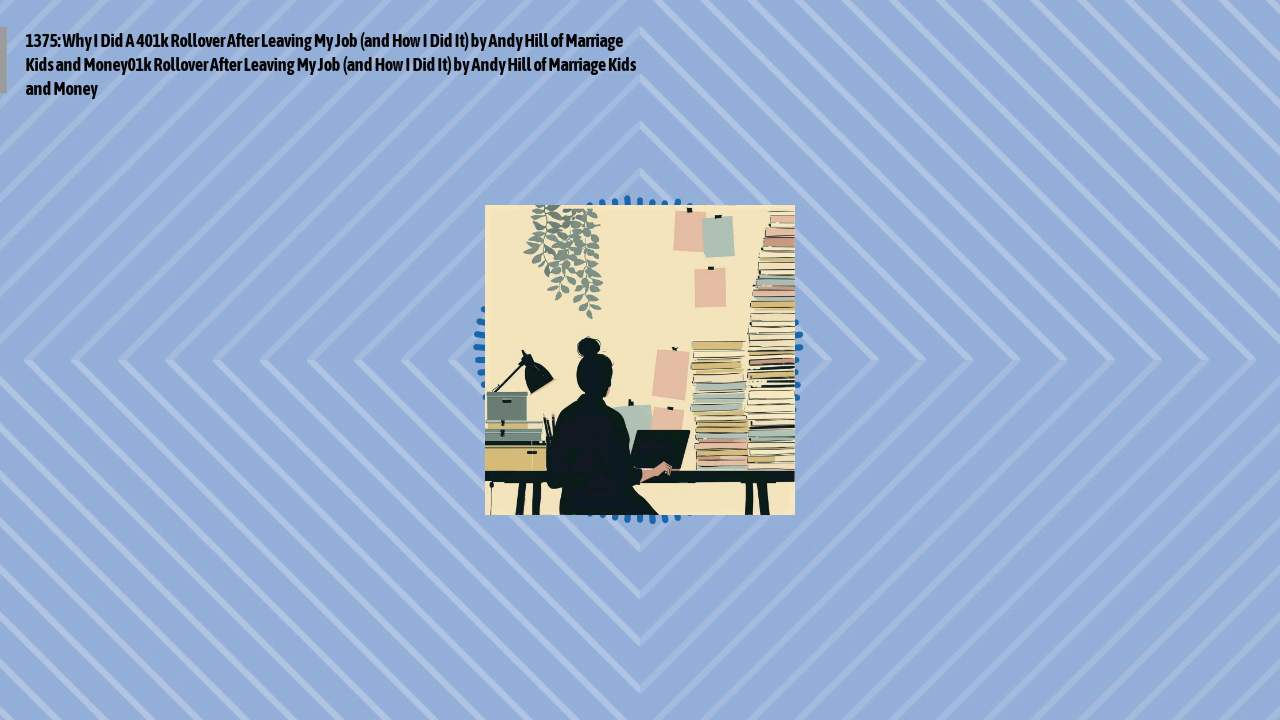 1375: Why I Did A 401k Rollover After Leaving My Job (and How I Did It) by Andy Hill of Marriage
Kids and Money01k Rollover After Leaving My Job (and How I Did It) by Andy Hill of Marriage Kids
and Money